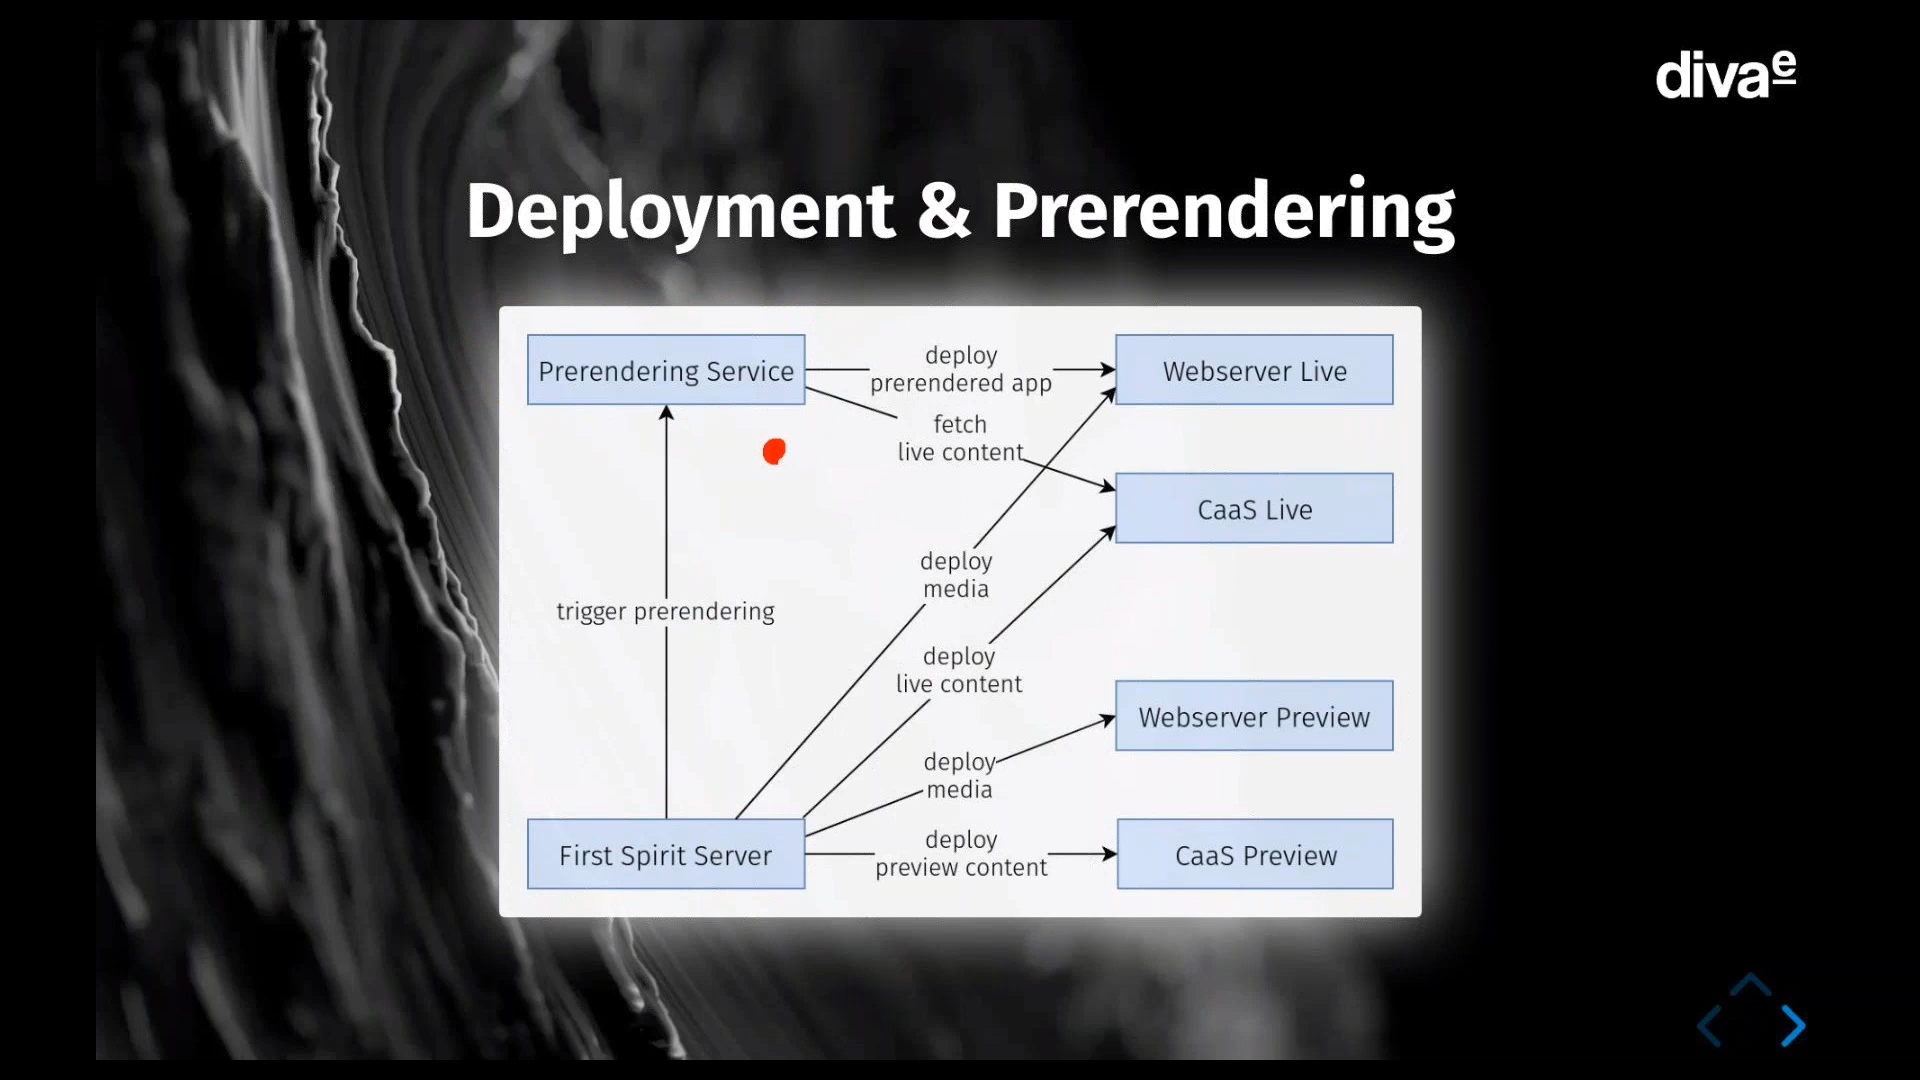 divae
Deployment & Prerendering
Prerendering Service
deploy
prerendered app
Webserver Live
fetch
live content
CaaS Live
deploy
media
trigger prerendering
deploy
live content
Webserver Preview
deploy
media
First Spirit Server
deploy
preview content
CaaS Preview